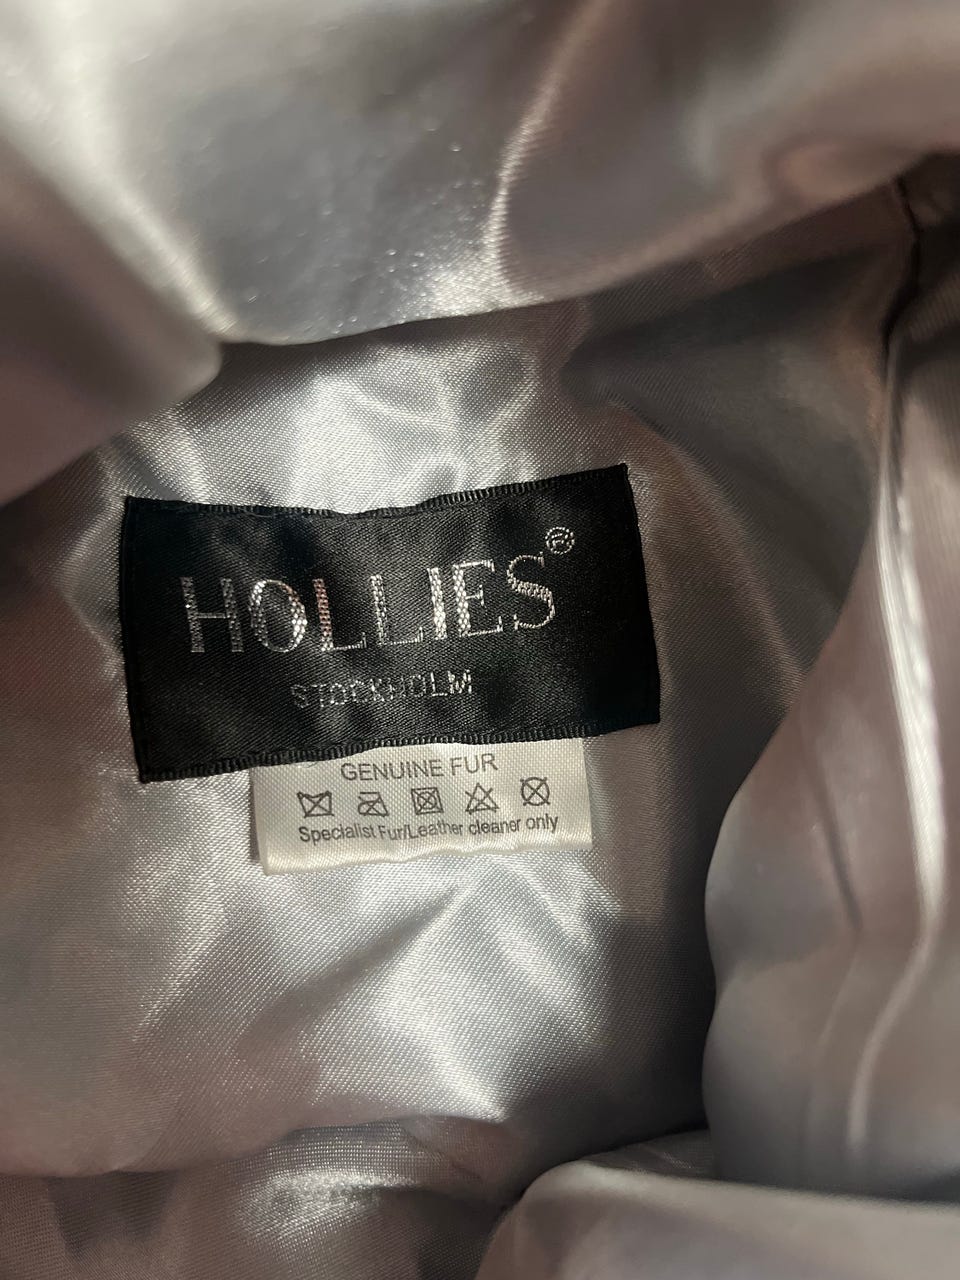 HOLLIES®
STOCKHOLM
GENUINE FUR
Specialist Fur/Leather cleaner only